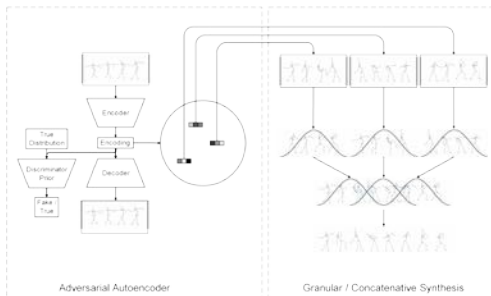 Encoder
True
Distribution
Encoding
Discriminator
Prior
Decoder
Fake
True
Adversarial Autoencoder
Granular / Concatenative Synthesis